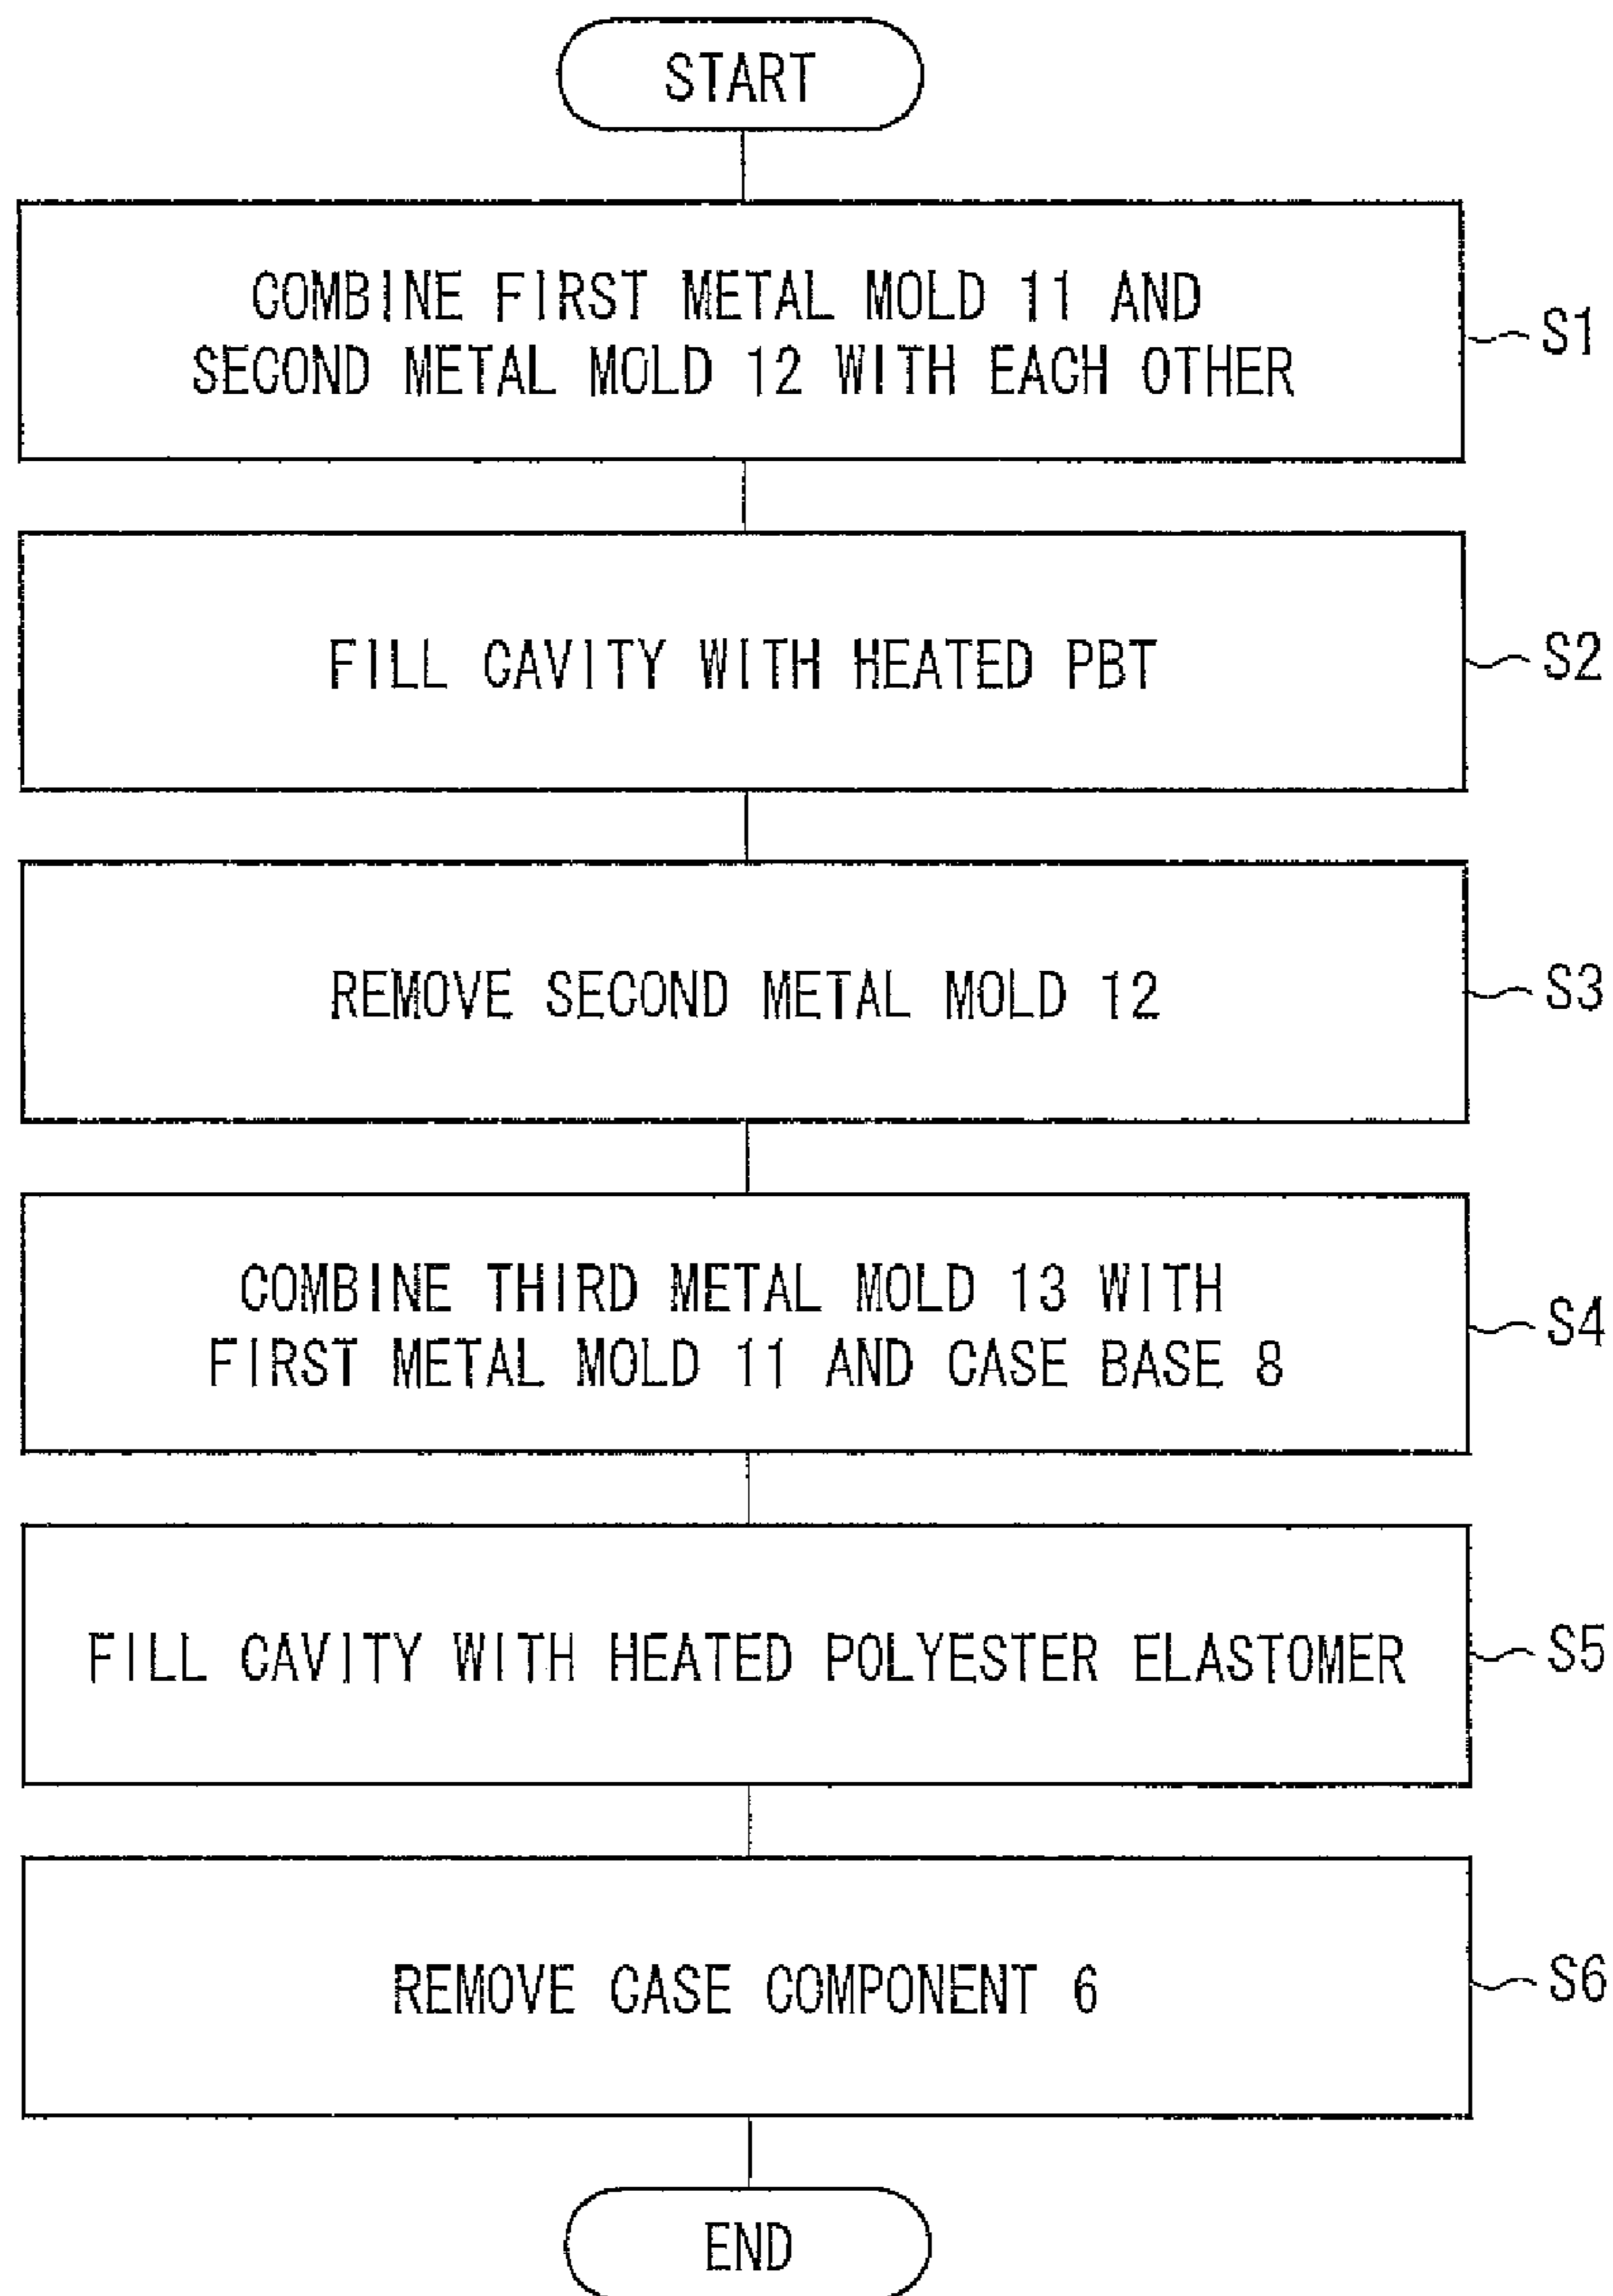 START
COMBINE FIRST METAL MOLD 11 AND
SECOND METAL MOLD 12 WITH EACH OTHER
S1
FILL CAVITY WITH HEATED PBT
S2
REMOVE SECOND METAL MOLD 12
S3
COMBINE THIRD METAL MOLD 13 WITH
FIRST METAL MOLD 11 AND CASE BASE 8
S4
FILL CAVITY WITH HEATED POLYESTER ELASTOMER
S5
REMOVE CASE COMPONENT 6
S6
END